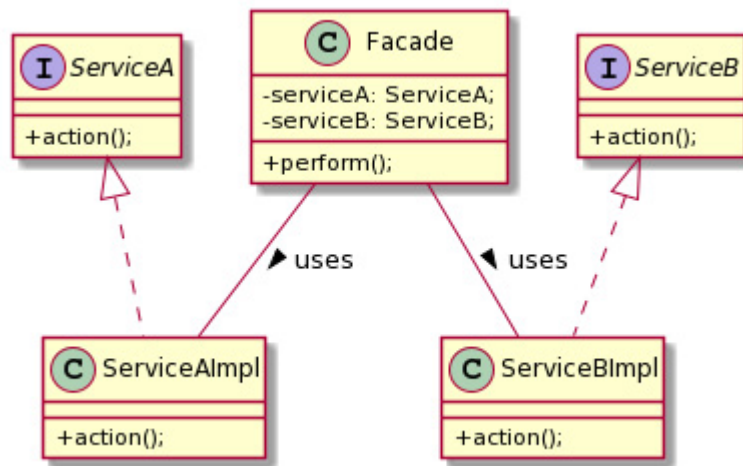 I ServiceA
+action();
C Facade
-serviceA: ServiceA;
-serviceB: ServiceB;
+perform();
I ServiceB
+action();
uses
uses
C ServiceAImpl
+action();
C ServiceBImpl
+action();